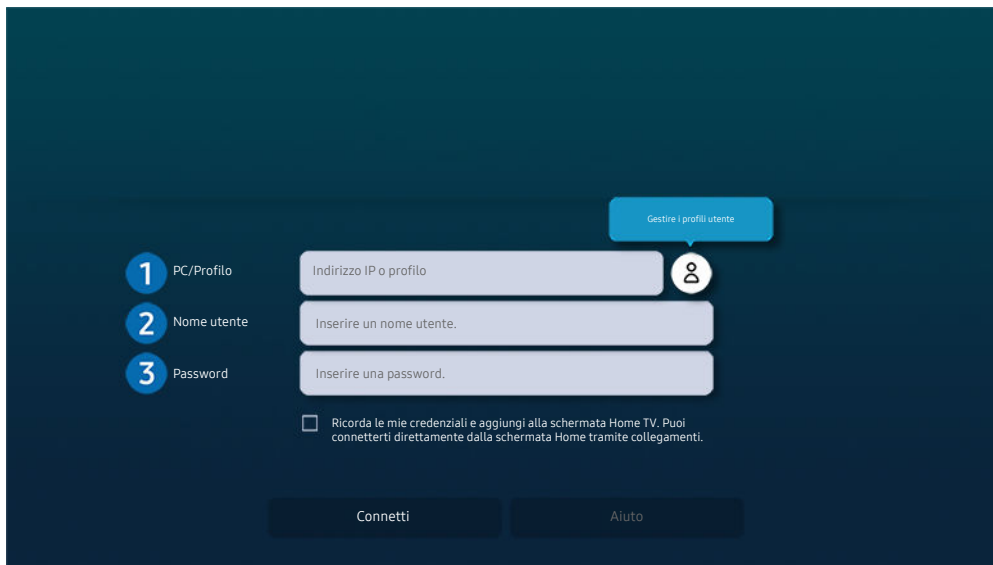 Gestire i profili utente
1 PC/Profilo Indirizzo IP o profilo
2 Nome utente Inserire un nome utente.
3 Password Inserire una password.
Ricorda le mie credenziali e aggiungi alla schermata Home TV. Puoi
connetterti direttamente dalla schermata Home tramite collegamenti.
Connetti Aiuto